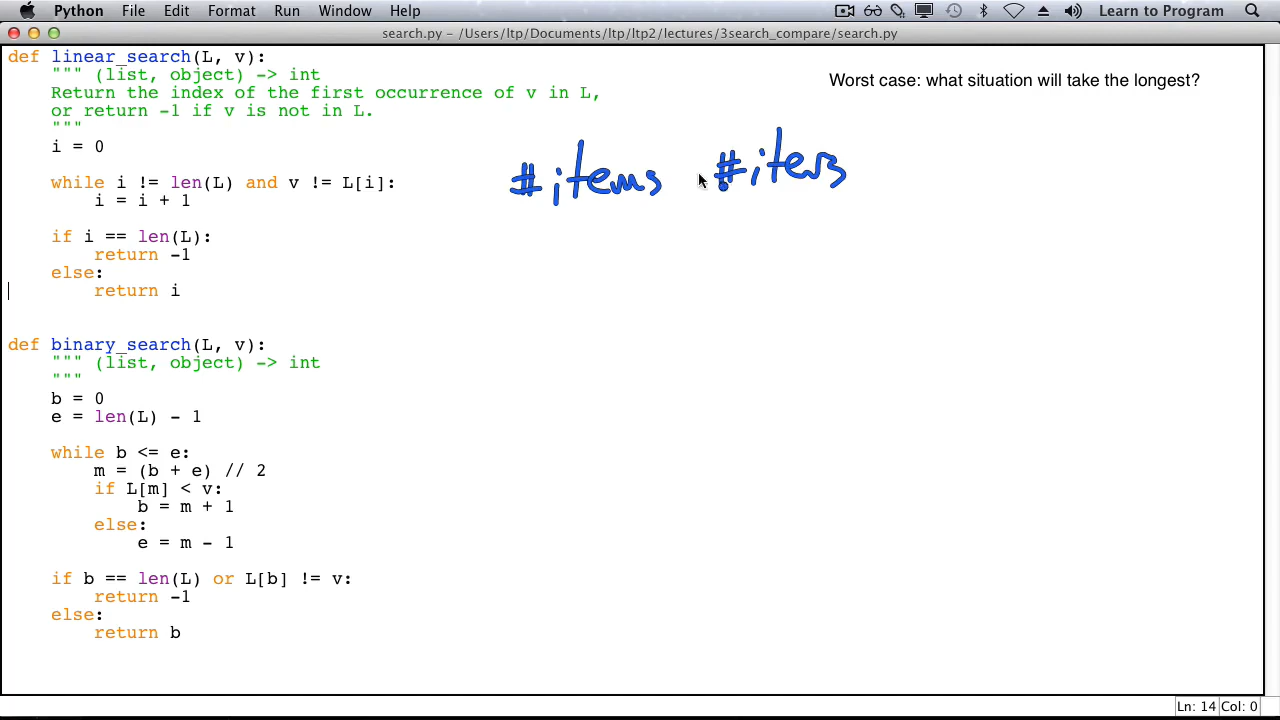 Python File Edit Format Run Window Help Learn to Program
search.py – /Users/ltp/Documents/ltp/ltp2/lectures/3search_compare/search.py
def linear_search(L, v):
    """ (list, object) -> int
    Return the index of the first occurrence of v in L,
    or return -1 if v is not in L.
    """
    i = 0
    while i != len(L) and v != L[i]:
        i = i + 1
    if i == len(L):
        return -1
    else:
        return i
Worst case: what situation will take the longest?
#items #iters
def binary_search(L, v):
    """ (list, object) -> int
    """
    b = 0
    e = len(L) - 1
    while b <= e:
        m = (b + e) // 2
        if L[m] < v:
            b = m + 1
        else:
            e = m - 1
    if b == len(L) or L[b] != v:
        return -1
    else:
        return b
Ln: 14 Col: 0